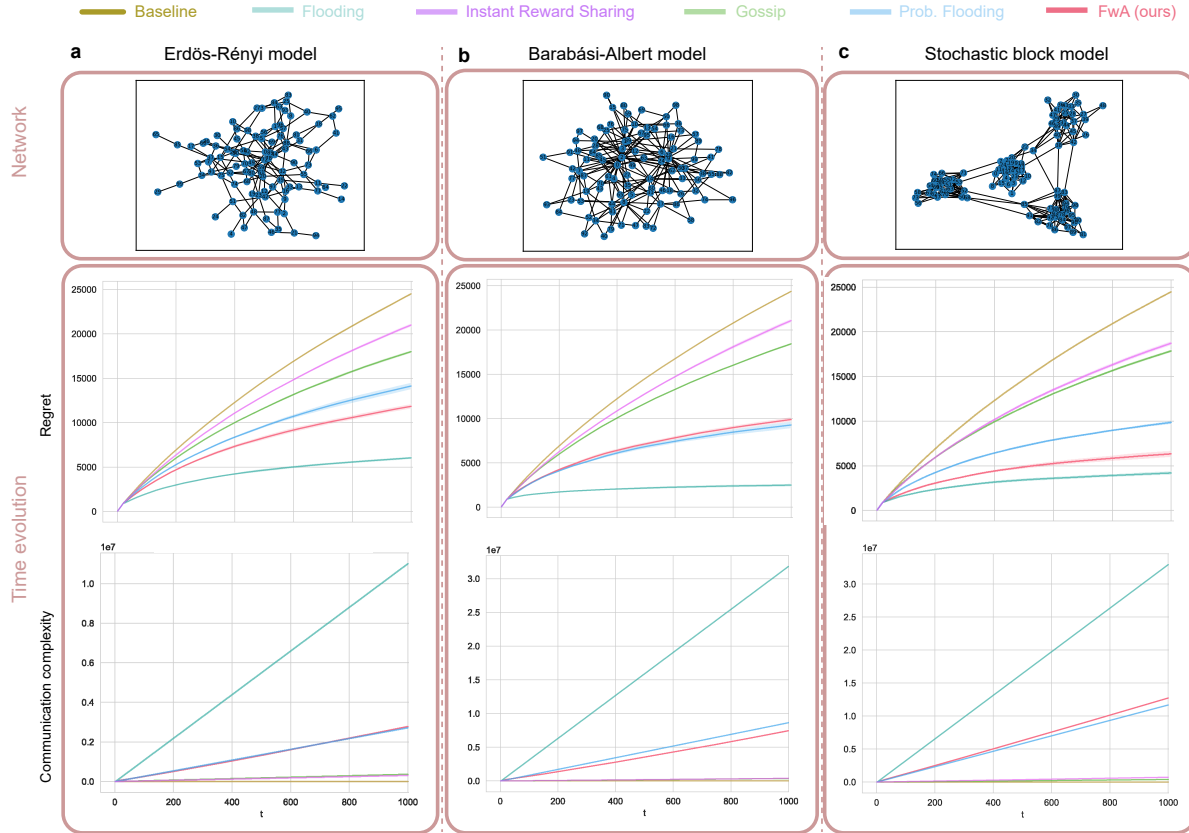 Baseline Flooding Instant Reward Sharing Gossip Prob. Flooding FwA (ours)
a Erdös-Rényi model
b Barabási-Albert model
c Stochastic block model
Network
Time evolution
Regret
25000
20000
15000
10000
5000
0
25000
20000
15000
10000
5000
0
25000
20000
15000
10000
5000
0
Communication complexity
1e7
1.0
0.8
0.6
0.4
0.2
0.0
0 200 400 600 800 1000
t
1e7
3.0
2.5
2.0
1.5
1.0
0.5
0.0
0 200 400 600 800 1000
t
1e7
3.0
2.5
2.0
1.5
1.0
0.5
0.0
0 200 400 600 800 1000
t